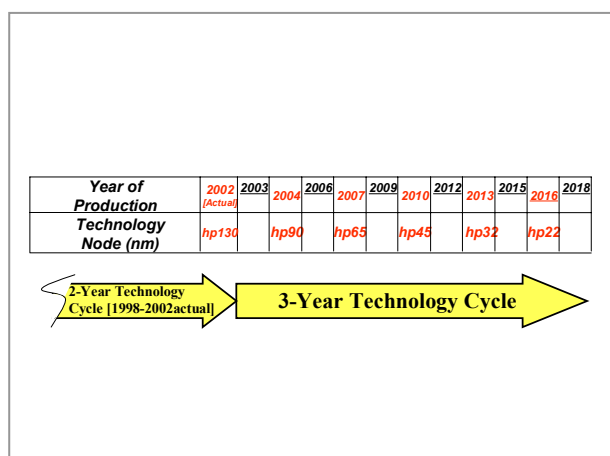 Year of Production 2002 [Actual] 2003 2004 2006 2007 2009 2010 2012 2013 2015 2016 2018
Technology Node (nm) hp130 hp90 hp65 hp45 hp32 hp22
2-Year Technology
Cycle [1998-2002actual]
3-Year Technology Cycle